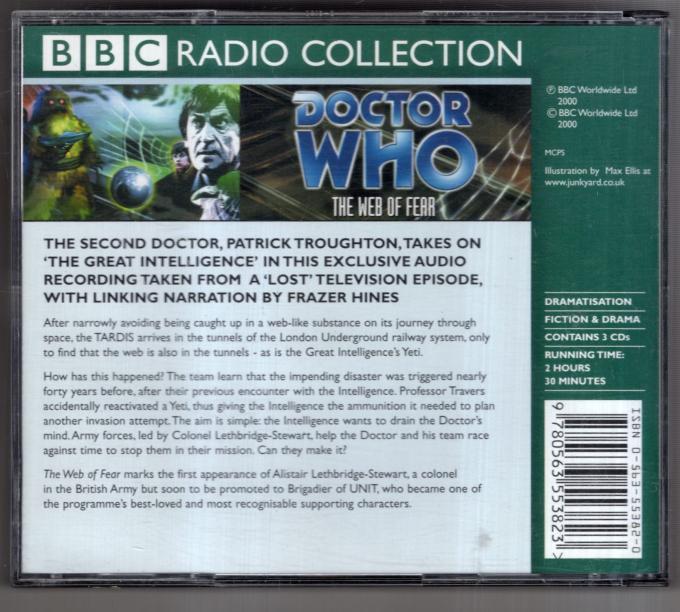 BBC RADIO COLLECTION
DOCTOR
WHO
THE WEB OF FEAR
THE SECOND DOCTOR, PATRICK TROUGHTON, TAKES ON
'THE GREAT INTELLIGENCE' IN THIS EXCLUSIVE AUDIO
RECORDING TAKEN FROM A 'LOST' TELEVISION EPISODE,
WITH LINKING NARRATION BY FRAZER HINES
After narrowly avoiding being caught up in a web-like substance on its journey through
space, the TARDIS arrives in the tunnels of the London Underground railway system, only
to find that the web is also in the tunnels - as is the Great Intelligence's Yeti.
How has this happened? The team learn that the impending disaster was triggered nearly
forty years before, after their previous encounter with the Intelligence. Professor Travers
accidentally reactivated a Yeti, thus giving the Intelligence the ammunition it needed to plan
another invasion attempt. The aim is simple: the Intelligence wants to drain the Doctor's
mind. Army forces, led by Colonel Lethbridge-Stewart, help the Doctor and his team race
against time to stop them in their mission. Can they make it?
The Web of Fear marks the first appearance of Alistair Lethbridge-Stewart, a colonel
in the British Army but soon to be promoted to Brigadier of UNIT, who became one of
the programme's best-loved and most recognisable supporting characters.
℗ BBC Worldwide Ltd
2000
© BBC Worldwide Ltd
2000
MCPS
Illustration by Max Ellis at
www.junkyard.co.uk
DRAMATISATION
FICTION & DRAMA
CONTAINS 3 CDs
RUNNING TIME:
2 HOURS
30 MINUTES
ISBN 0-563-55382-0
9 780563 553823 >